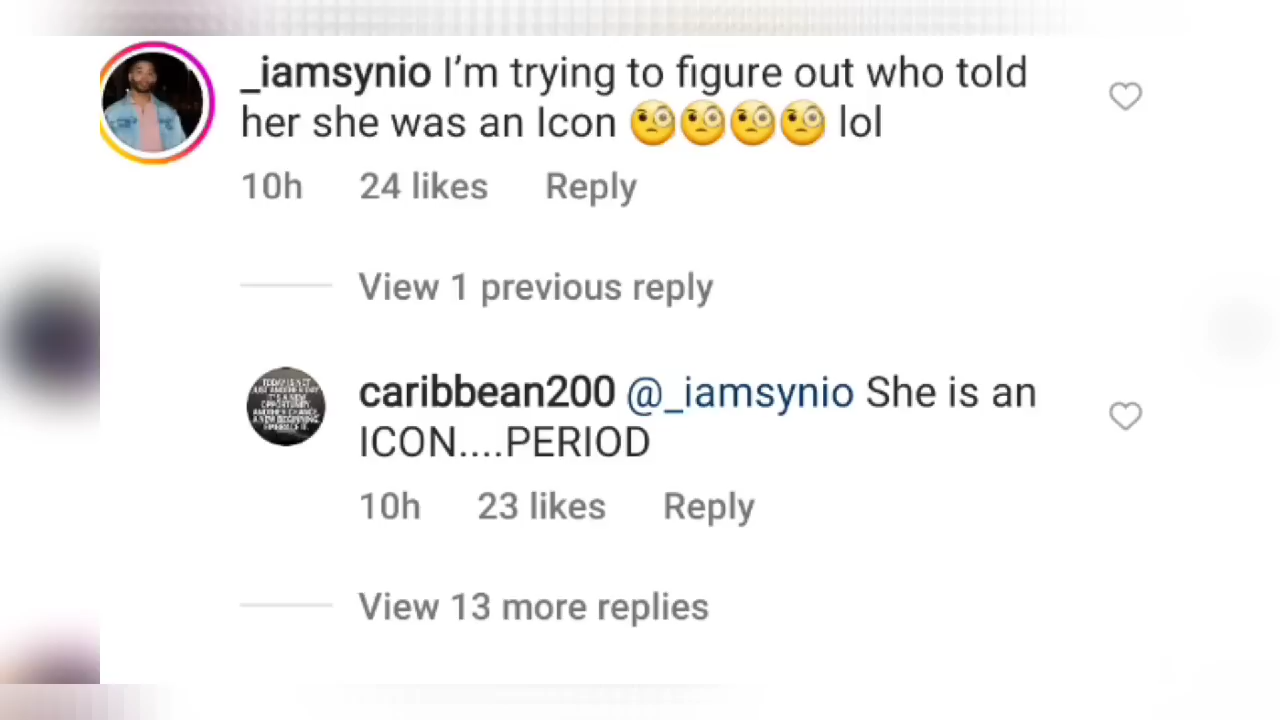 _iamsynio I’m trying to figure out who told
her she was an Icon 🧐🧐🧐🧐 lol
10h 24 likes Reply
View 1 previous reply
caribbean200 @_iamsynio She is an
ICON....PERIOD
10h 23 likes Reply
View 13 more replies